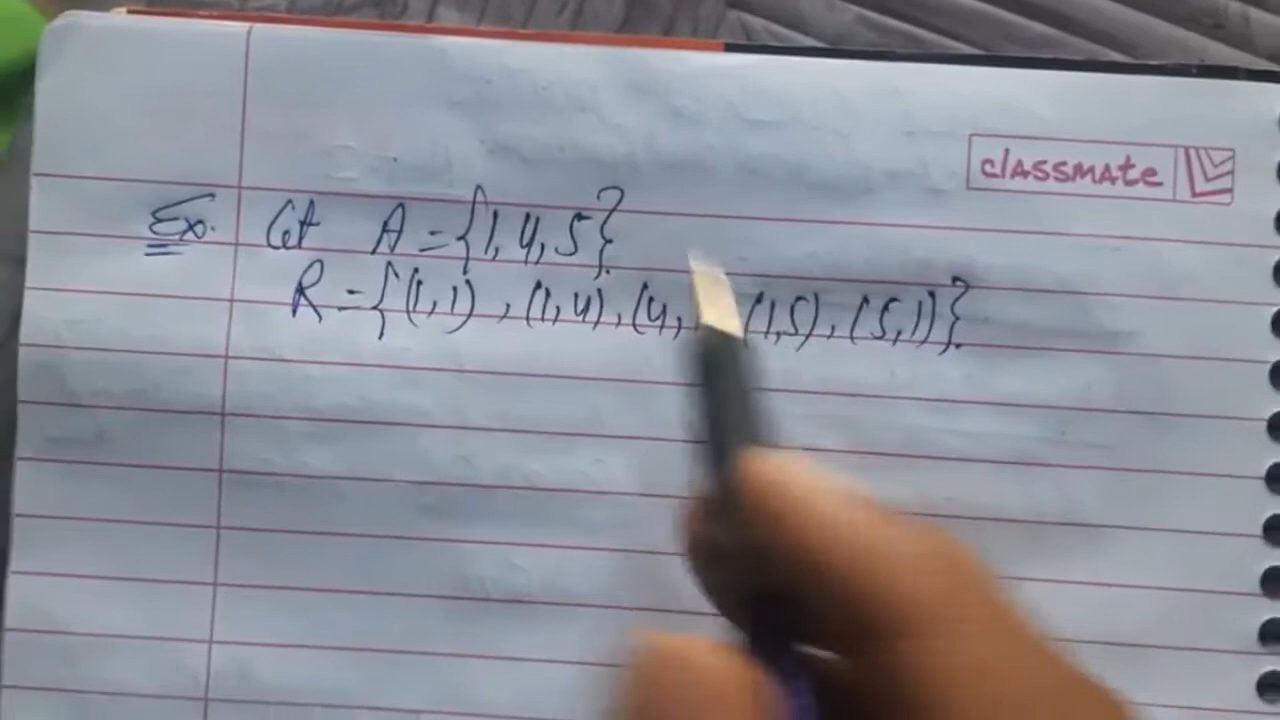 classmate
Ex. Let A = {1, 4, 5}.
R = {(1,1), (1,4), (4, (1,5), (5,1)}.